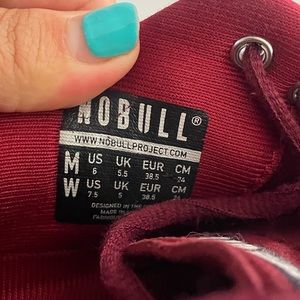 NOBULL®
WWW.NOBULLPROJECT.COM
M US UK EUR CM
6 5.5 38.5 24
W US UK EUR CM
7.5 5 38.5 24
DESIGNED IN
MADE IN